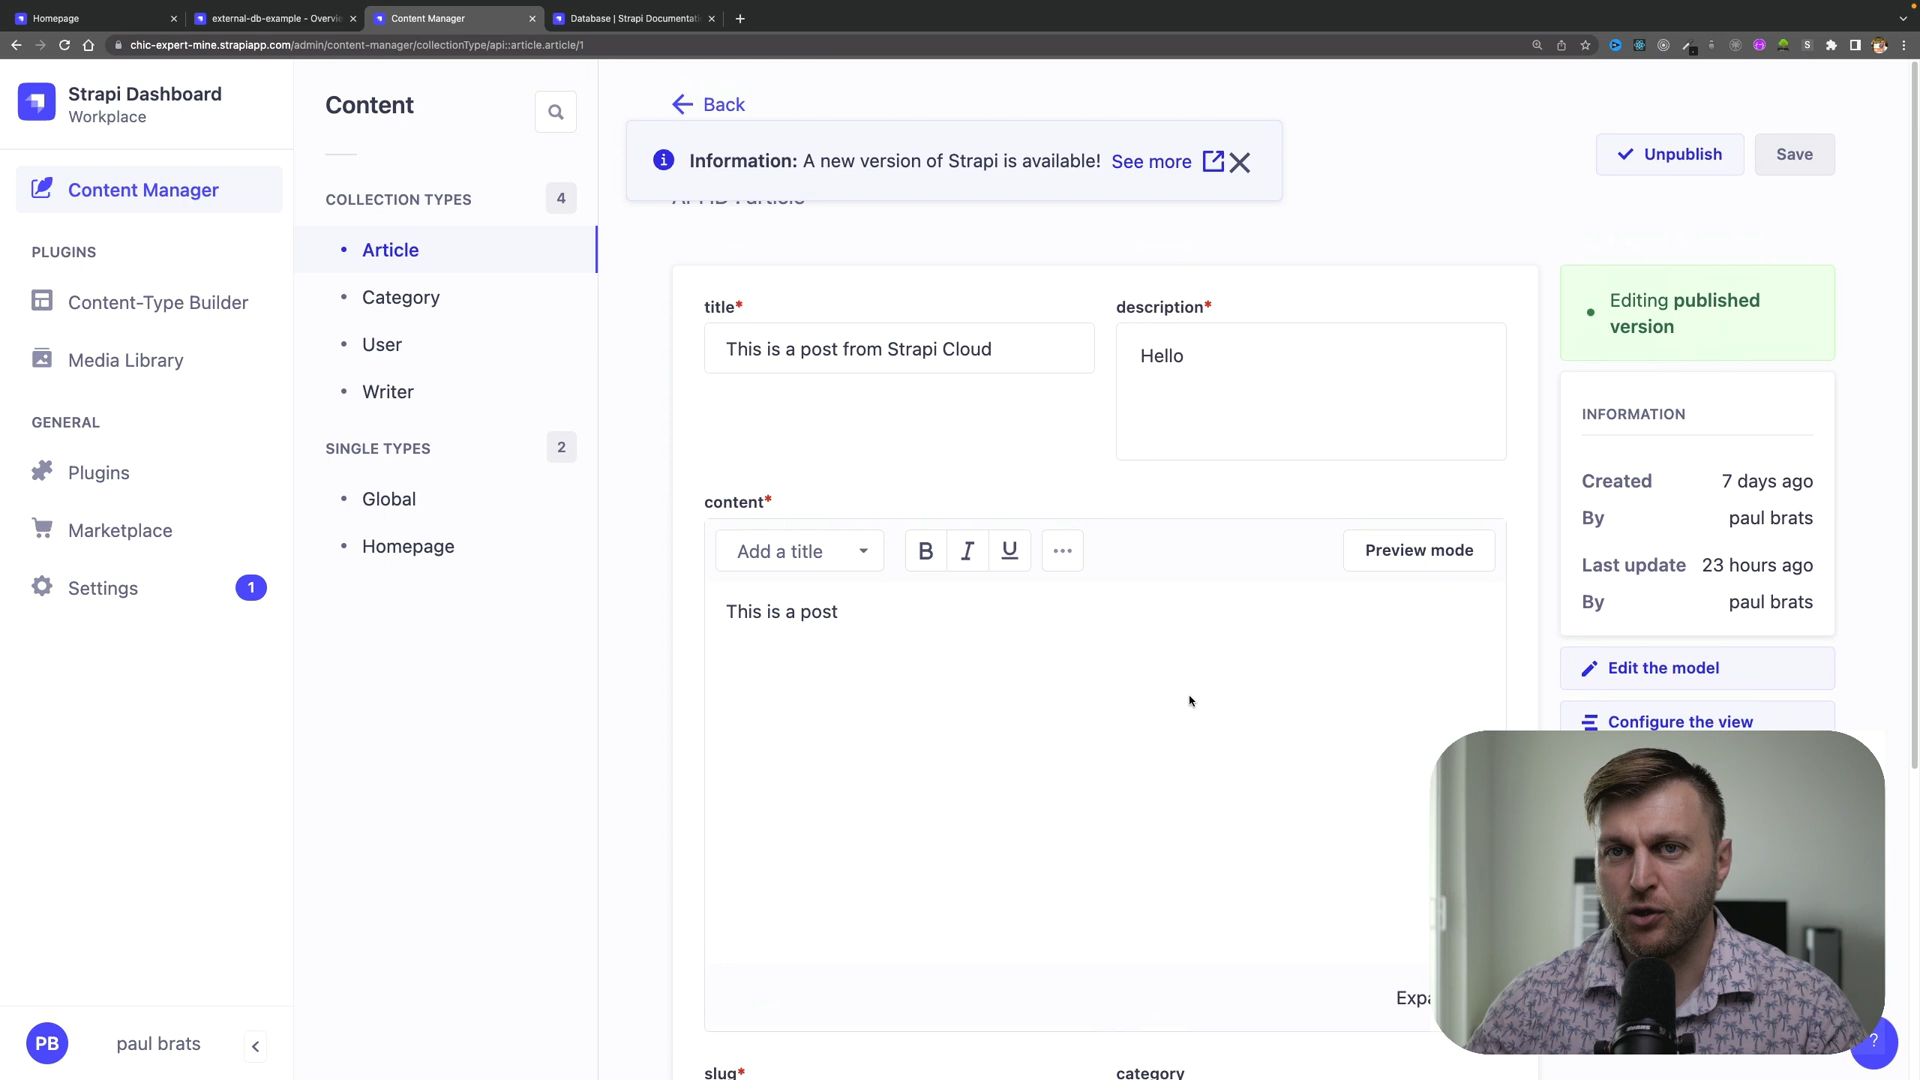 Homepage
external-db-example - Overvie
Content Manager
Database | Strapi Documentati
chic-expert-mine.strapiapp.com/admin/content-manager/collectionType/api::article.article/1
Strapi Dashboard
Workplace
Content Manager
PLUGINS
Content-Type Builder
Media Library
GENERAL
Plugins
Marketplace
Settings
1
PB
paul brats
Content
COLLECTION TYPES
4
Article
Category
User
Writer
SINGLE TYPES
2
Global
Homepage
Back
Information: A new version of Strapi is available! See more
Unpublish
Save
title*
This is a post from Strapi Cloud
description*
Hello
content*
Add a title
B
I
U
Preview mode
This is a post
Expa
slug*
category
Editing published
version
INFORMATION
Created
7 days ago
By
paul brats
Last update
23 hours ago
By
paul brats
Edit the model
Configure the view
?